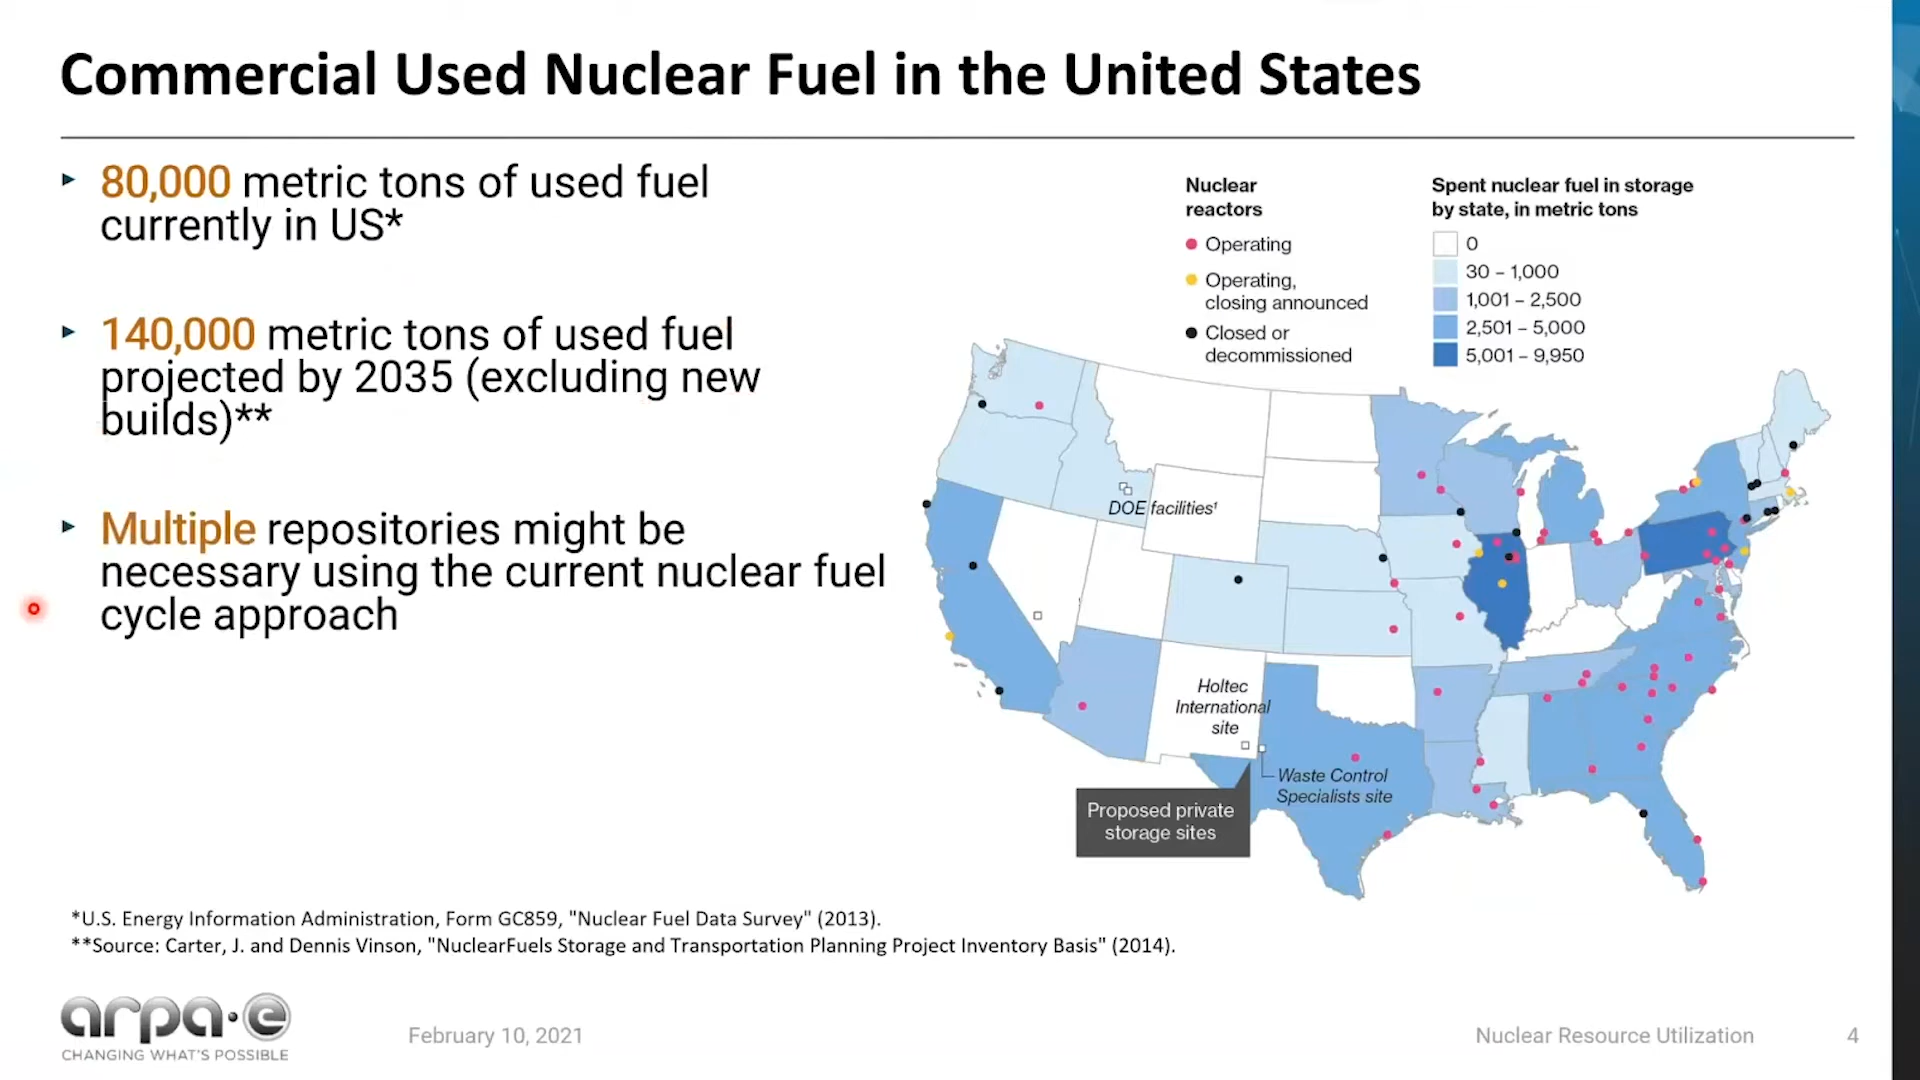 Commercial Used Nuclear Fuel in the United States
80,000 metric tons of used fuel
currently in US*
140,000 metric tons of used fuel
projected by 2035 (excluding new
builds)**
Multiple repositories might be
necessary using the current nuclear fuel
cycle approach
Nuclear
reactors
Operating
Operating,
closing announced
Closed or
decommissioned
Spent nuclear fuel in storage
by state, in metric tons
0
30 – 1,000
1,001 – 2,500
2,501 – 5,000
5,001 – 9,950
DOE facilities¹
Holtec
International
site
Waste Control
Specialists site
Proposed private
storage sites
*U.S. Energy Information Administration, Form GC859, "Nuclear Fuel Data Survey" (2013).
**Source: Carter, J. and Dennis Vinson, "NuclearFuels Storage and Transportation Planning Project Inventory Basis" (2014).
arpa·e
CHANGING WHAT'S POSSIBLE
February 10, 2021
Nuclear Resource Utilization
4